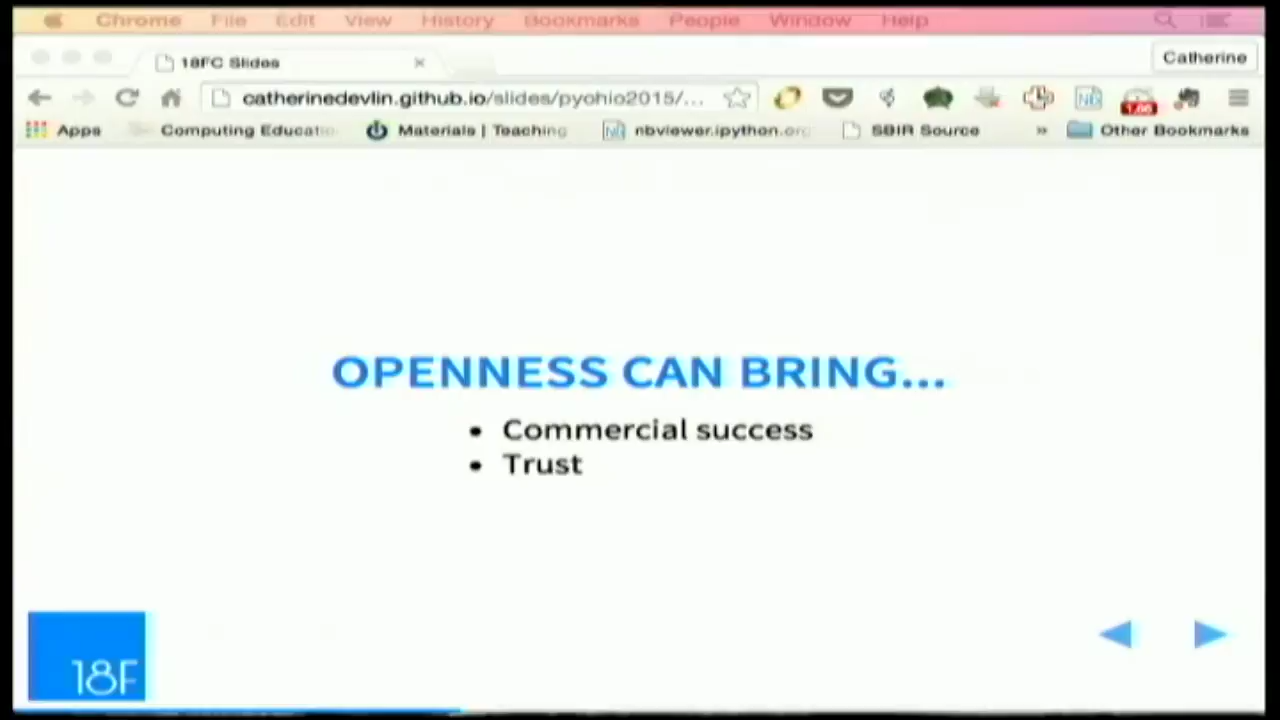 Chrome File Edit View History Bookmarks People Window Help
18FC Slides
Catherine
catherinedevlin.github.io/slides/pyohio2015/...
Apps Computing Educatio Materials | Teaching nbviewer.ipython.org SBIR Source » Other Bookmarks
OPENNESS CAN BRING...
• Commercial success
• Trust
18F